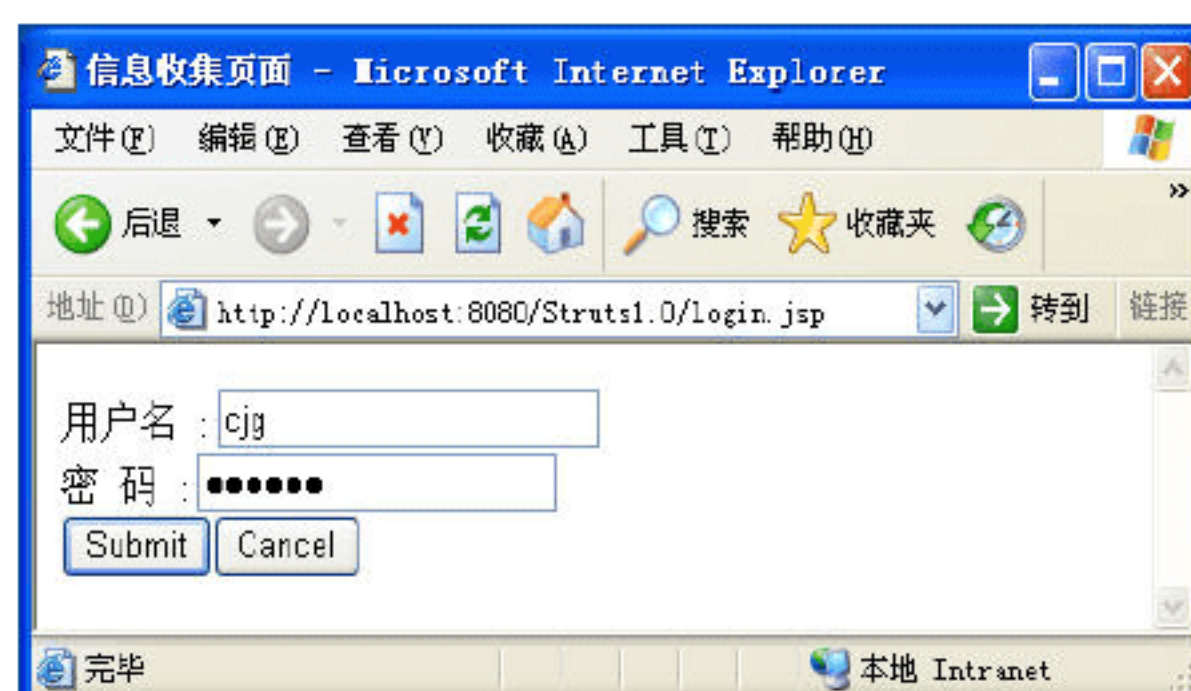 信息收集页面 - Microsoft Internet Explorer
文件(F) 编辑(E) 查看(V) 收藏(A) 工具(T) 帮助(H)
后退 搜索 收藏夹 »
地址(D) http://localhost:8080/Struts1.0/login.jsp 转到 链接
用户名 : cjg
密 码 : ●●●●●●
Submit Cancel
完毕 本地 Intranet